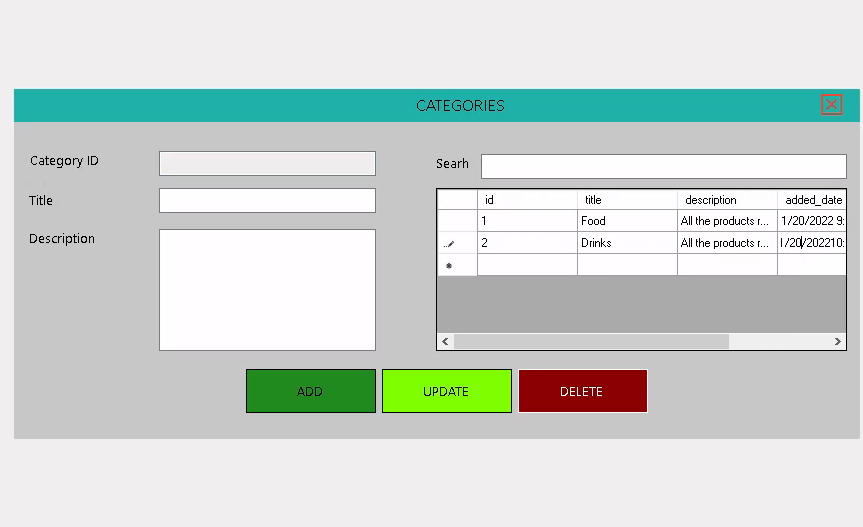 CATEGORIES
Category ID
Title
Description
Searh
id title description added_date
1 Food All the products r... 1/20/2022 9:
2 Drinks All the products r... 1/20/202210:
ADD UPDATE DELETE